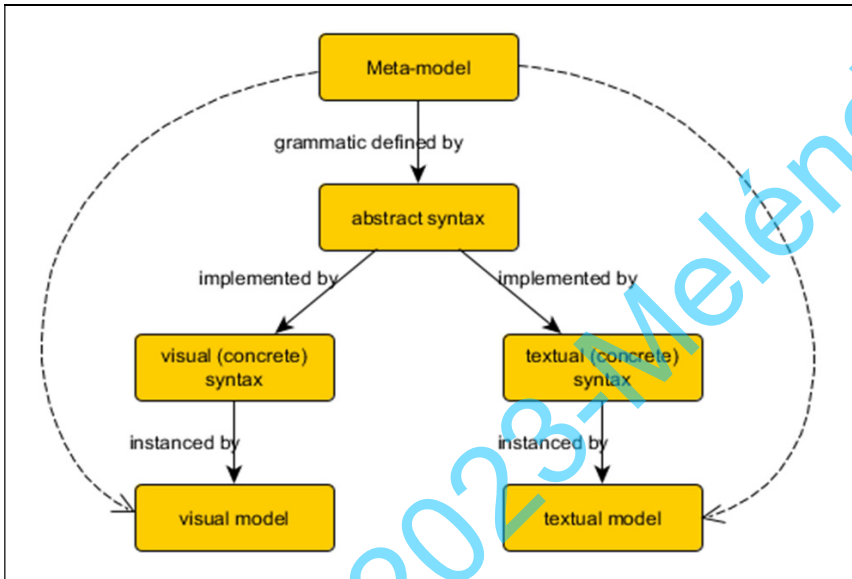 Meta-model
grammatic defined by
abstract syntax
implemented by
implemented by
visual (concrete)
syntax
textual (concrete)
syntax
instanced by
instanced by
visual model
textual model
2023-Melén